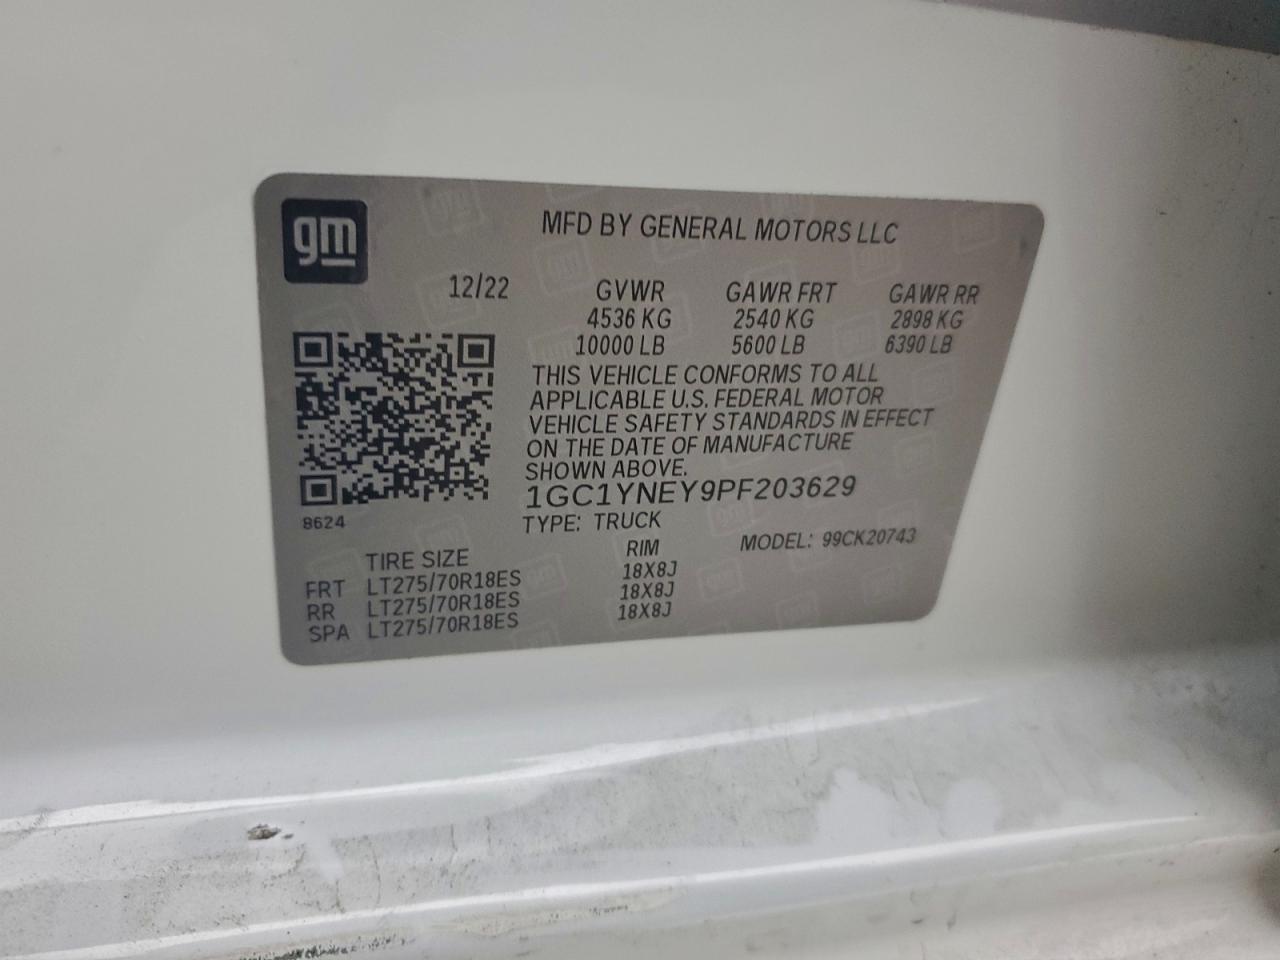 gm
MFD BY GENERAL MOTORS LLC
12/22 GVWR GAWR FRT GAWR RR
4536 KG 2540 KG 2898 KG
10000 LB 5600 LB 6390 LB
THIS VEHICLE CONFORMS TO ALL
APPLICABLE U.S. FEDERAL MOTOR
VEHICLE SAFETY STANDARDS IN EFFECT
ON THE DATE OF MANUFACTURE
SHOWN ABOVE.
1GC1YNEY9PF203629
8624
TYPE: TRUCK
MODEL: 99CK20743
TIRE SIZE RIM
FRT LT275/70R18ES 18X8J
RR LT275/70R18ES 18X8J
SPA LT275/70R18ES 18X8J